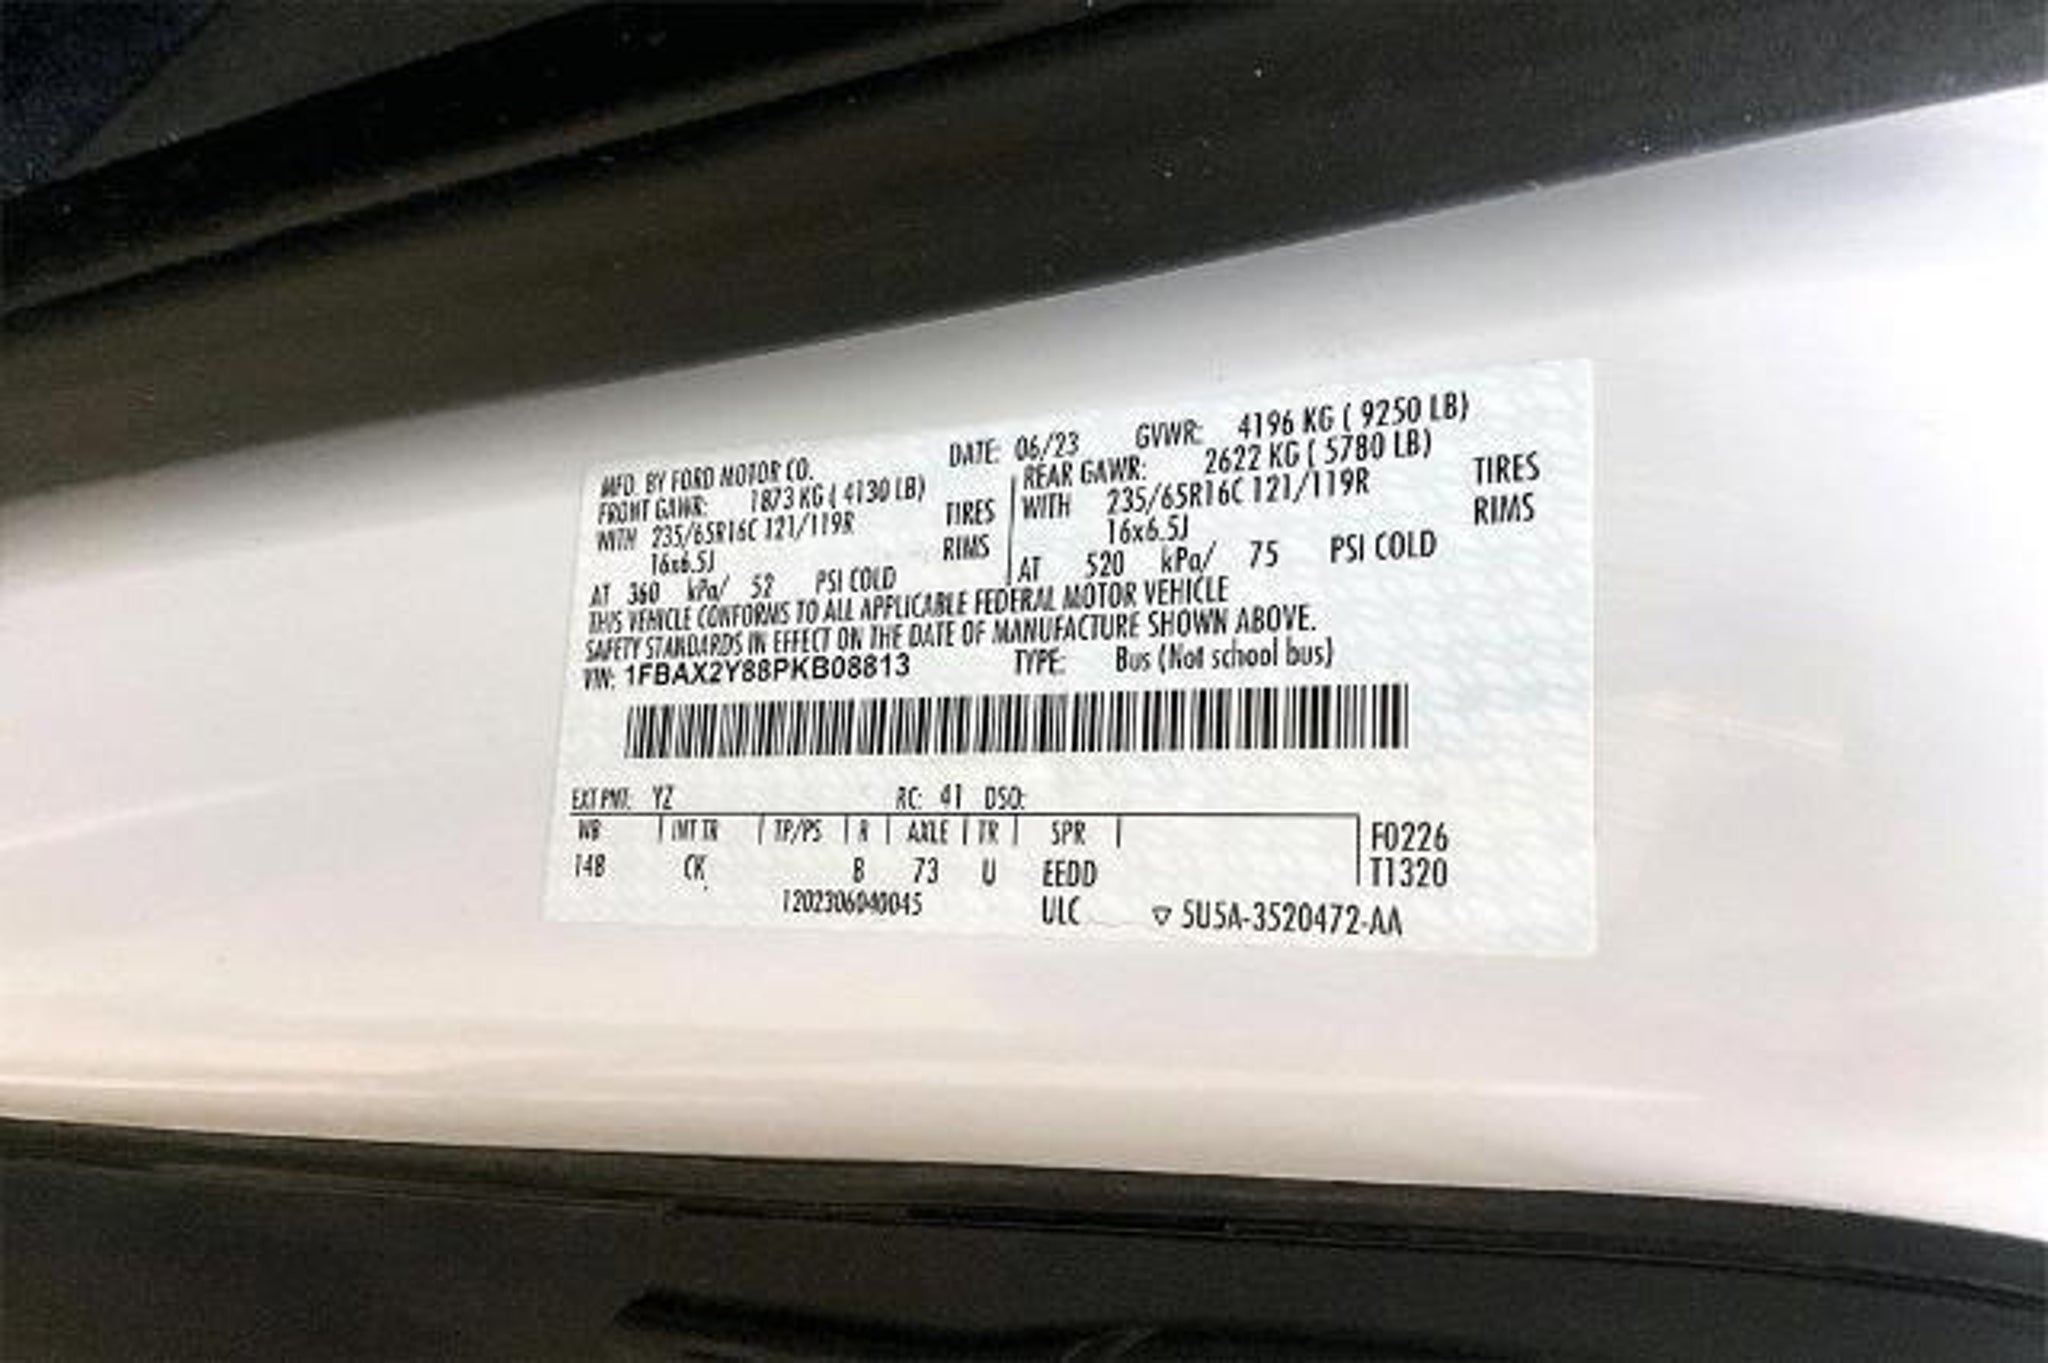 MFD. BY FORD MOTOR CO. DATE: 06/23 GVWR: 4196 KG ( 9250 LB)
FRONT GAWR: 1873 KG ( 4130 LB) REAR GAWR: 2622 KG ( 5780 LB)
WITH 235/65R16C 121/119R TIRES WITH 235/65R16C 121/119R TIRES
16x6.5J RIMS 16x6.5J RIMS
AT 360 kPa/ 52 PSI COLD AT 520 kPa/ 75 PSI COLD
THIS VEHICLE CONFORMS TO ALL APPLICABLE FEDERAL MOTOR VEHICLE
SAFETY STANDARDS IN EFFECT ON THE DATE OF MANUFACTURE SHOWN ABOVE.
VIN: 1FBAX2Y88PKB08813 TYPE: Bus (Not school bus)
EXT PNT: YZ RC: 41 DSO:
WB INT TR TP/PS R AXLE TR SPR F0226
148 CK B 73 U EEDD T1320
1202306040045 ULC ▽ 5U5A-3520472-AA